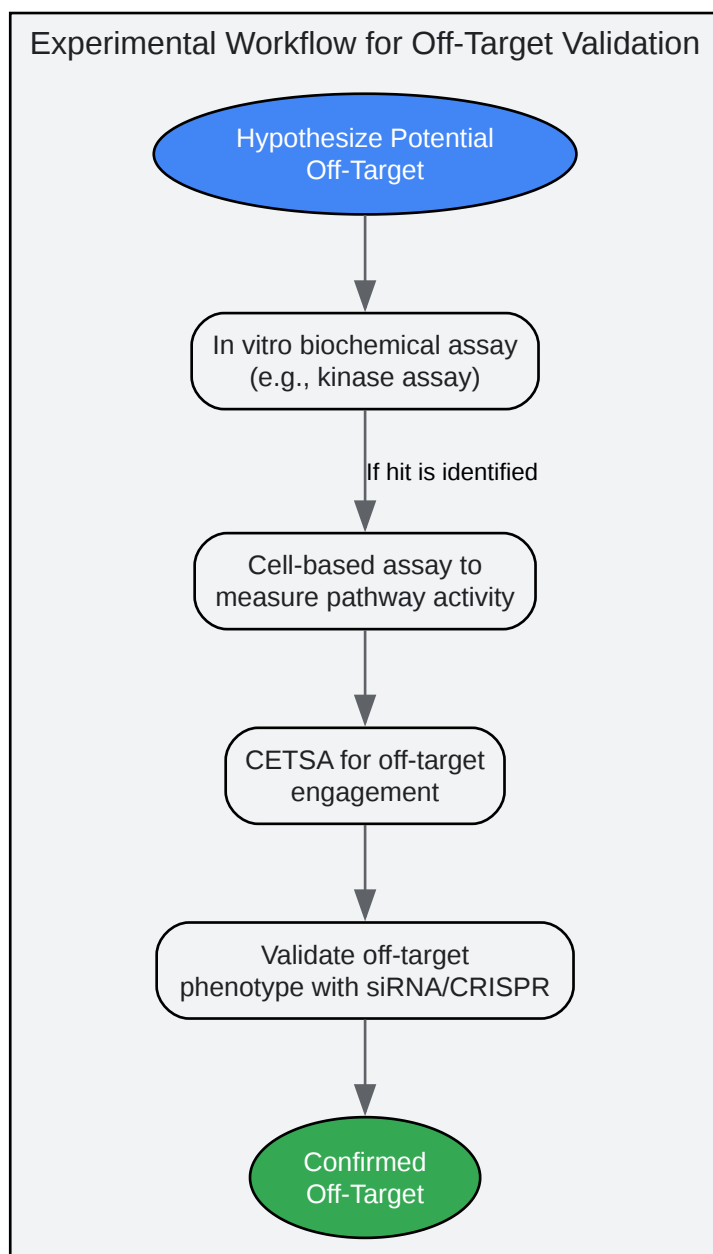 Experimental Workflow for Off-Target Validation
Hypothesize Potential
Off-Target
In vitro biochemical assay
(e.g., kinase assay)
If hit is identified
Cell-based assay to
measure pathway activity
CETSA for off-target
engagement
Validate off-target
phenotype with siRNA/CRISPR
Confirmed
Off-Target